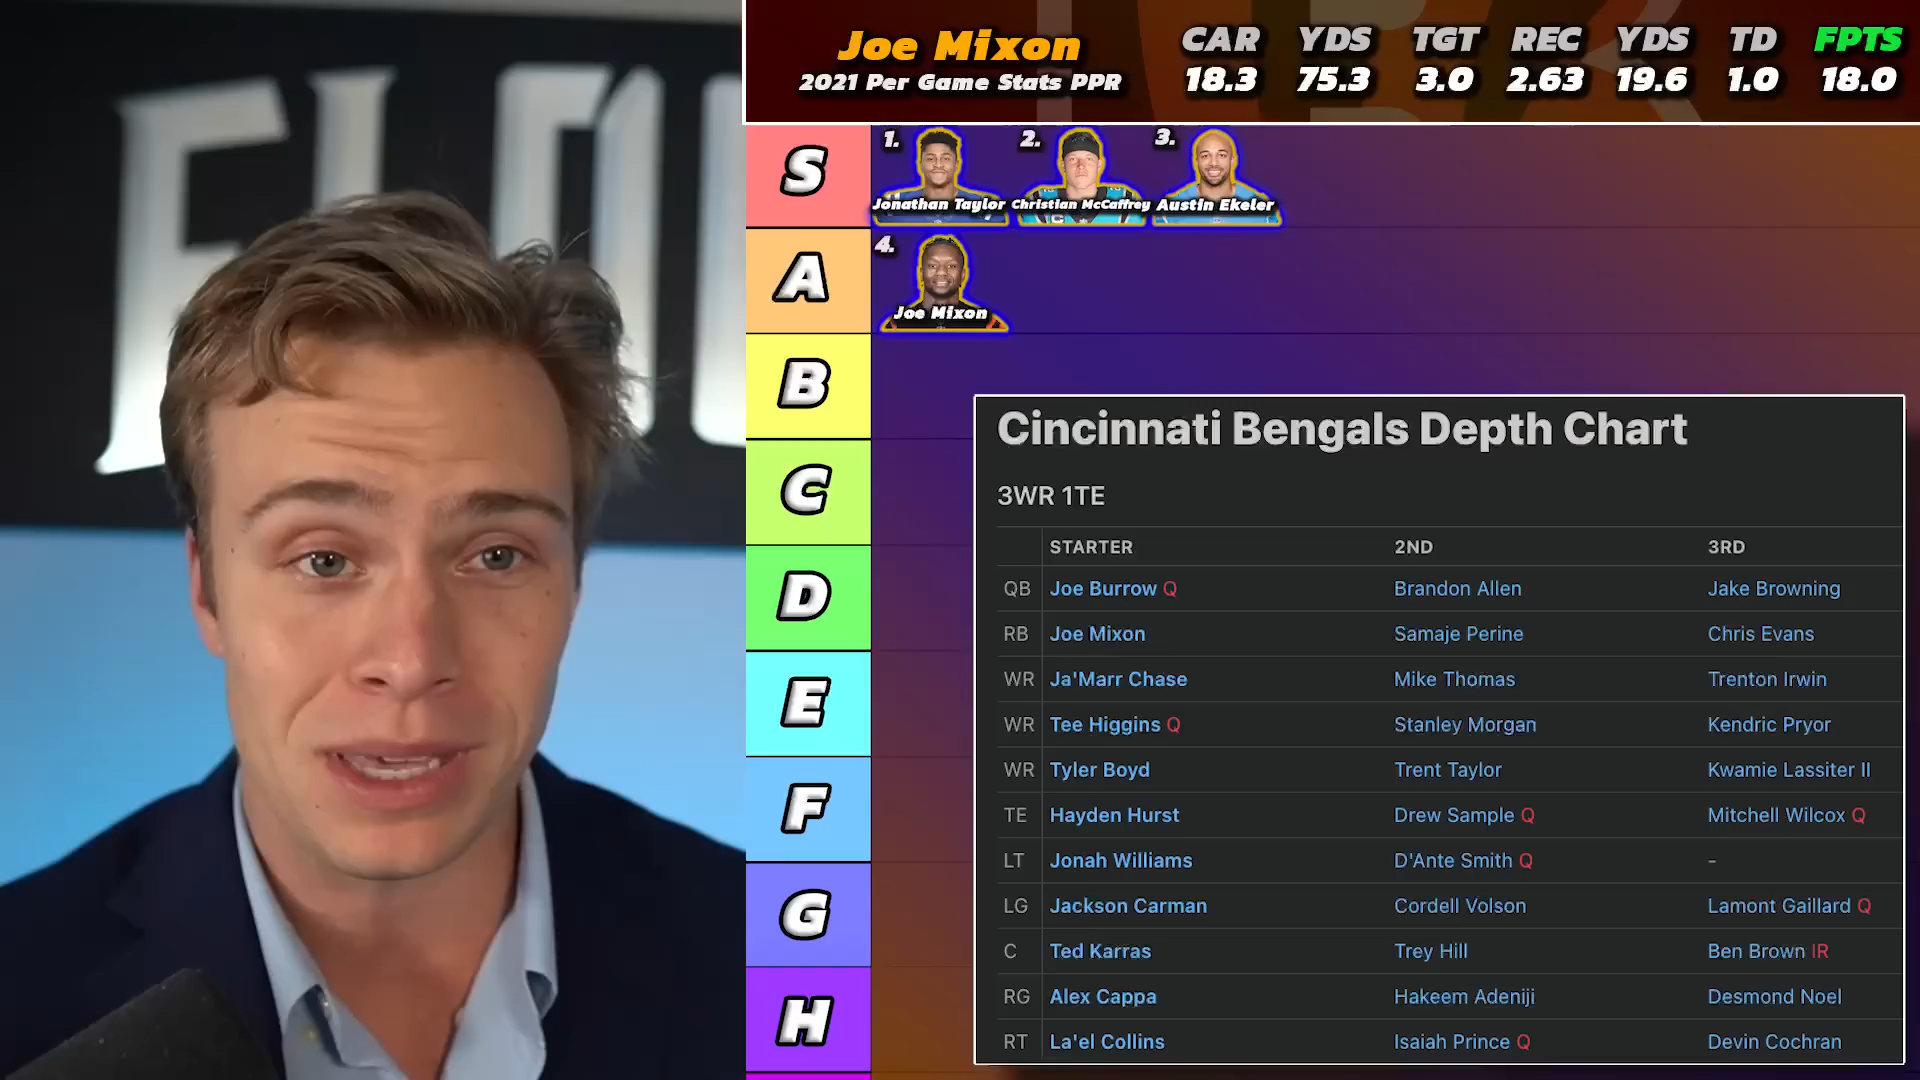 Joe Mixon
2021 Per Game Stats PPR
CAR YDS TGT REC YDS TD FPTS
18.3 75.3 3.0 2.63 19.6 1.0 18.0
S
1. 2. 3.
Jonathan Taylor Christian McCaffrey Austin Ekeler
A
4.
Joe Mixon
B
C
D
E
F
G
H
Cincinnati Bengals Depth Chart
3WR 1TE
STARTER 2ND 3RD
QB Joe Burrow Q Brandon Allen Jake Browning
RB Joe Mixon Samaje Perine Chris Evans
WR Ja'Marr Chase Mike Thomas Trenton Irwin
WR Tee Higgins Q Stanley Morgan Kendric Pryor
WR Tyler Boyd Trent Taylor Kwamie Lassiter II
TE Hayden Hurst Drew Sample Q Mitchell Wilcox Q
LT Jonah Williams D'Ante Smith Q -
LG Jackson Carman Cordell Volson Lamont Gaillard Q
C Ted Karras Trey Hill Ben Brown IR
RG Alex Cappa Hakeem Adeniji Desmond Noel
RT La'el Collins Isaiah Prince Q Devin Cochran